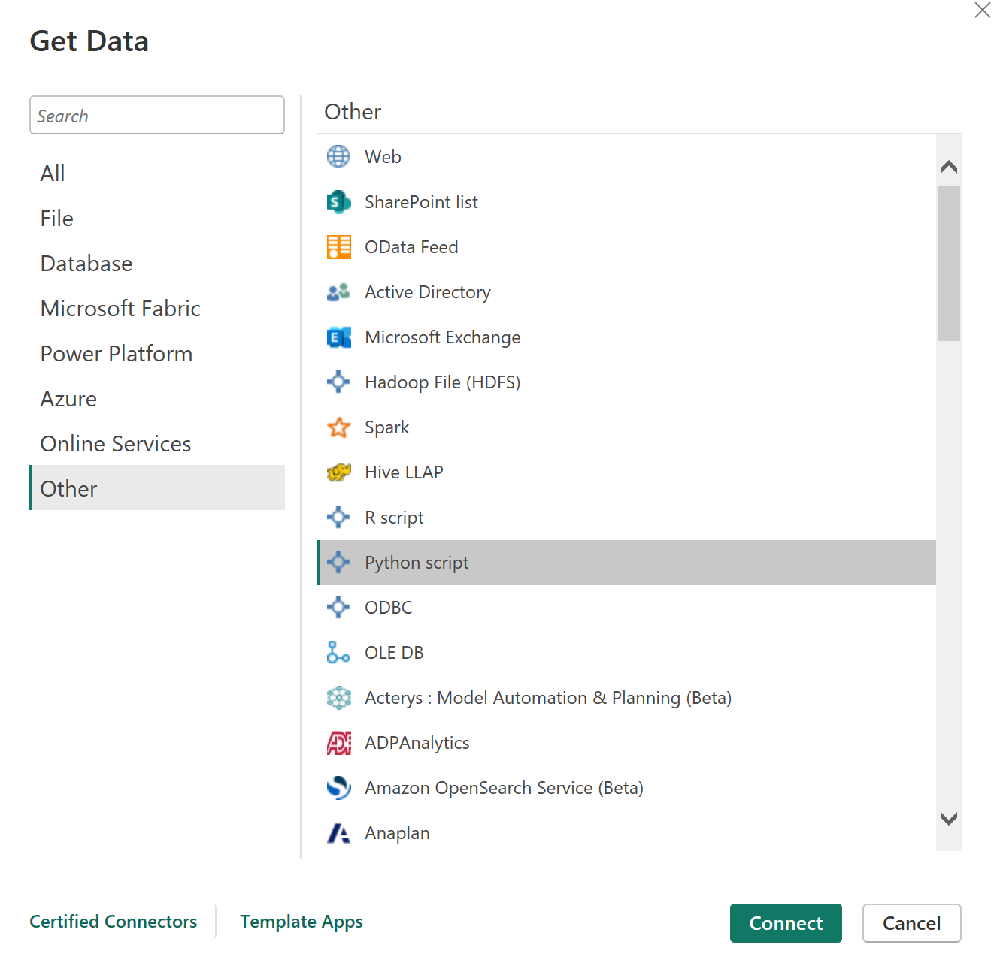 Get Data
Search
All
File
Database
Microsoft Fabric
Power Platform
Azure
Online Services
Other
Other
Web
SharePoint list
OData Feed
Active Directory
Microsoft Exchange
Hadoop File (HDFS)
Spark
Hive LLAP
R script
Python script
ODBC
OLE DB
Acterys : Model Automation & Planning (Beta)
ADPAnalytics
Amazon OpenSearch Service (Beta)
Anaplan
Certified Connectors
Template Apps
Connect
Cancel